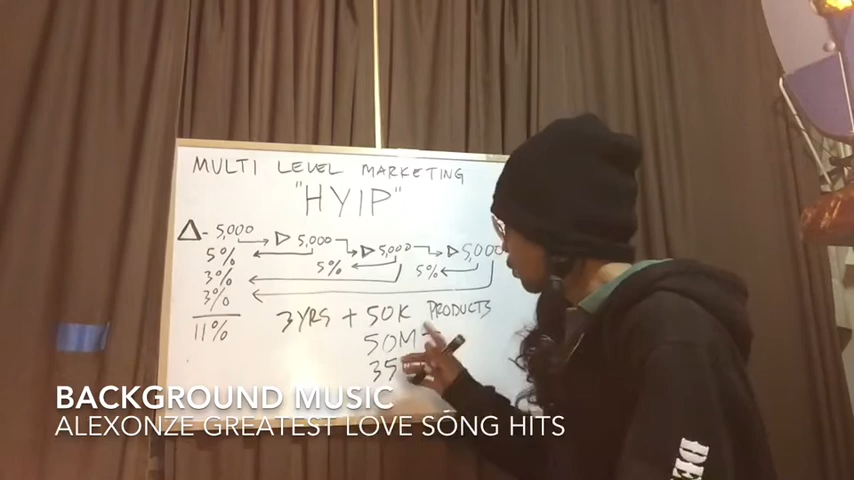 MULTI LEVEL MARKETING
"HYIP"
△- 5,000 → ▷ 5,000 → ▷ 5,000 → ▷ 5,000
5% 5% 5%
3%
3%
11%
3YRS + 50K PRODUCTS
50M
35
BACKGROUND MUSIC
ALEXONZE GREATEST LOVE SONG HITS